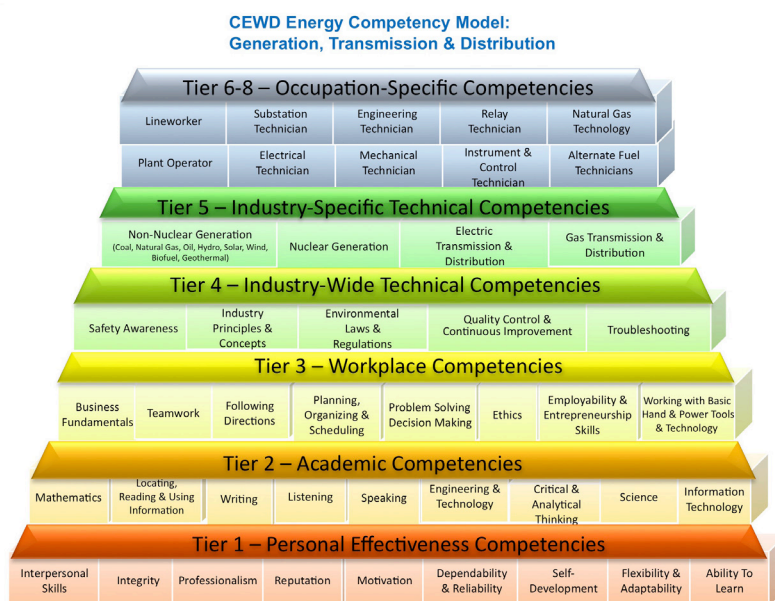 CEWD Energy Competency Model:
Generation, Transmission & Distribution
Tier 6-8 – Occupation-Specific Competencies
Lineworker
Substation
Technician
Engineering
Technician
Relay
Technician
Natural Gas
Technology
Plant Operator
Electrical
Technician
Mechanical
Technician
Instrument &
Control
Technician
Alternate Fuel
Technicians
Tier 5 – Industry-Specific Technical Competencies
Non-Nuclear Generation
(Coal, Natural Gas, Oil, Hydro, Solar, Wind,
Biofuel, Geothermal)
Nuclear Generation
Electric
Transmission &
Distribution
Gas Transmission &
Distribution
Tier 4 – Industry-Wide Technical Competencies
Safety Awareness
Industry
Principles &
Concepts
Environmental
Laws &
Regulations
Quality Control &
Continuous Improvement
Troubleshooting
Tier 3 – Workplace Competencies
Business
Fundamentals
Teamwork
Following
Directions
Planning,
Organizing &
Scheduling
Problem Solving
Decision Making
Ethics
Employability &
Entrepreneurship
Skills
Working with Basic
Hand & Power Tools
& Technology
Tier 2 – Academic Competencies
Mathematics
Locating,
Reading & Using
Information
Writing
Listening
Speaking
Engineering &
Technology
Critical &
Analytical
Thinking
Science
Information
Technology
Tier 1 – Personal Effectiveness Competencies
Interpersonal
Skills
Integrity
Professionalism
Reputation
Motivation
Dependability
& Reliability
Self-
Development
Flexibility &
Adaptability
Ability To
Learn